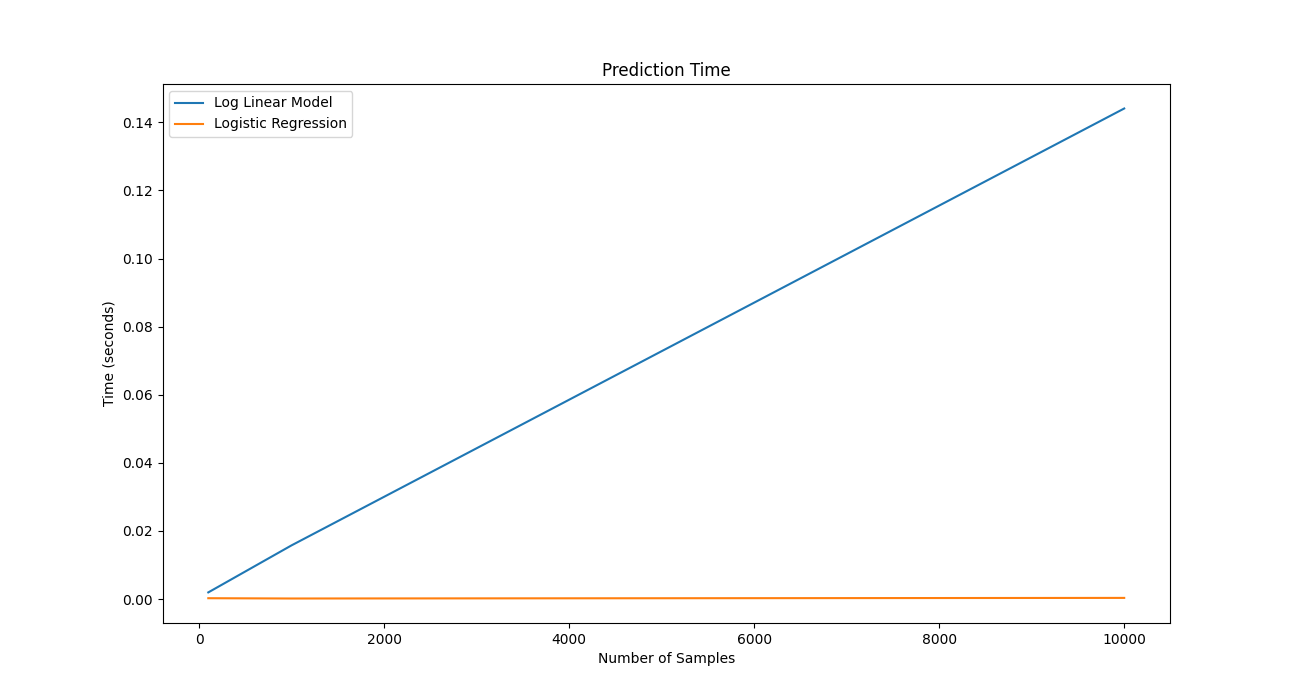 Prediction Time
Log Linear Model
Logistic Regression
0.14
0.12
0.10
0.08
0.06
0.04
0.02
0.00
Time (seconds)
0 2000 4000 6000 8000 10000
Number of Samples